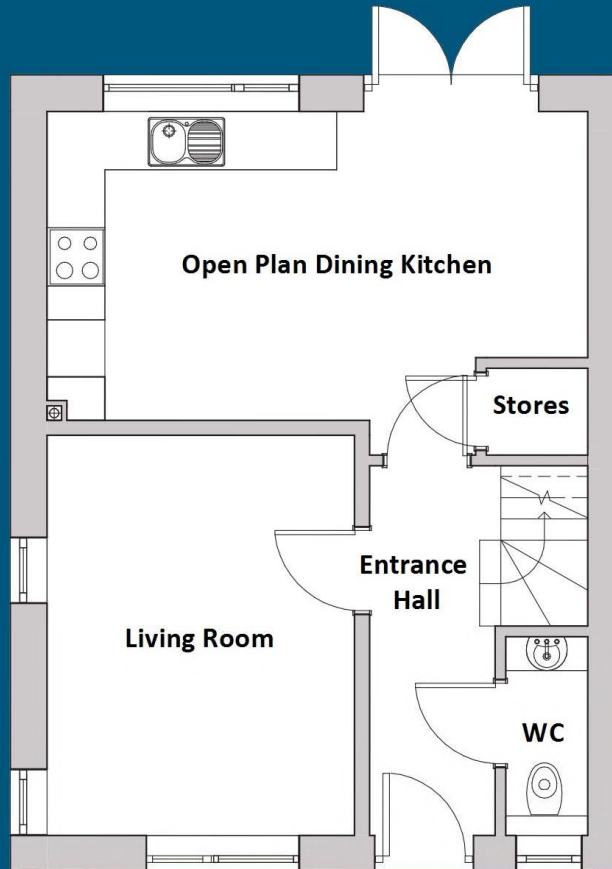 Open Plan Dining Kitchen
Stores
Entrance
Hall
Living Room
WC